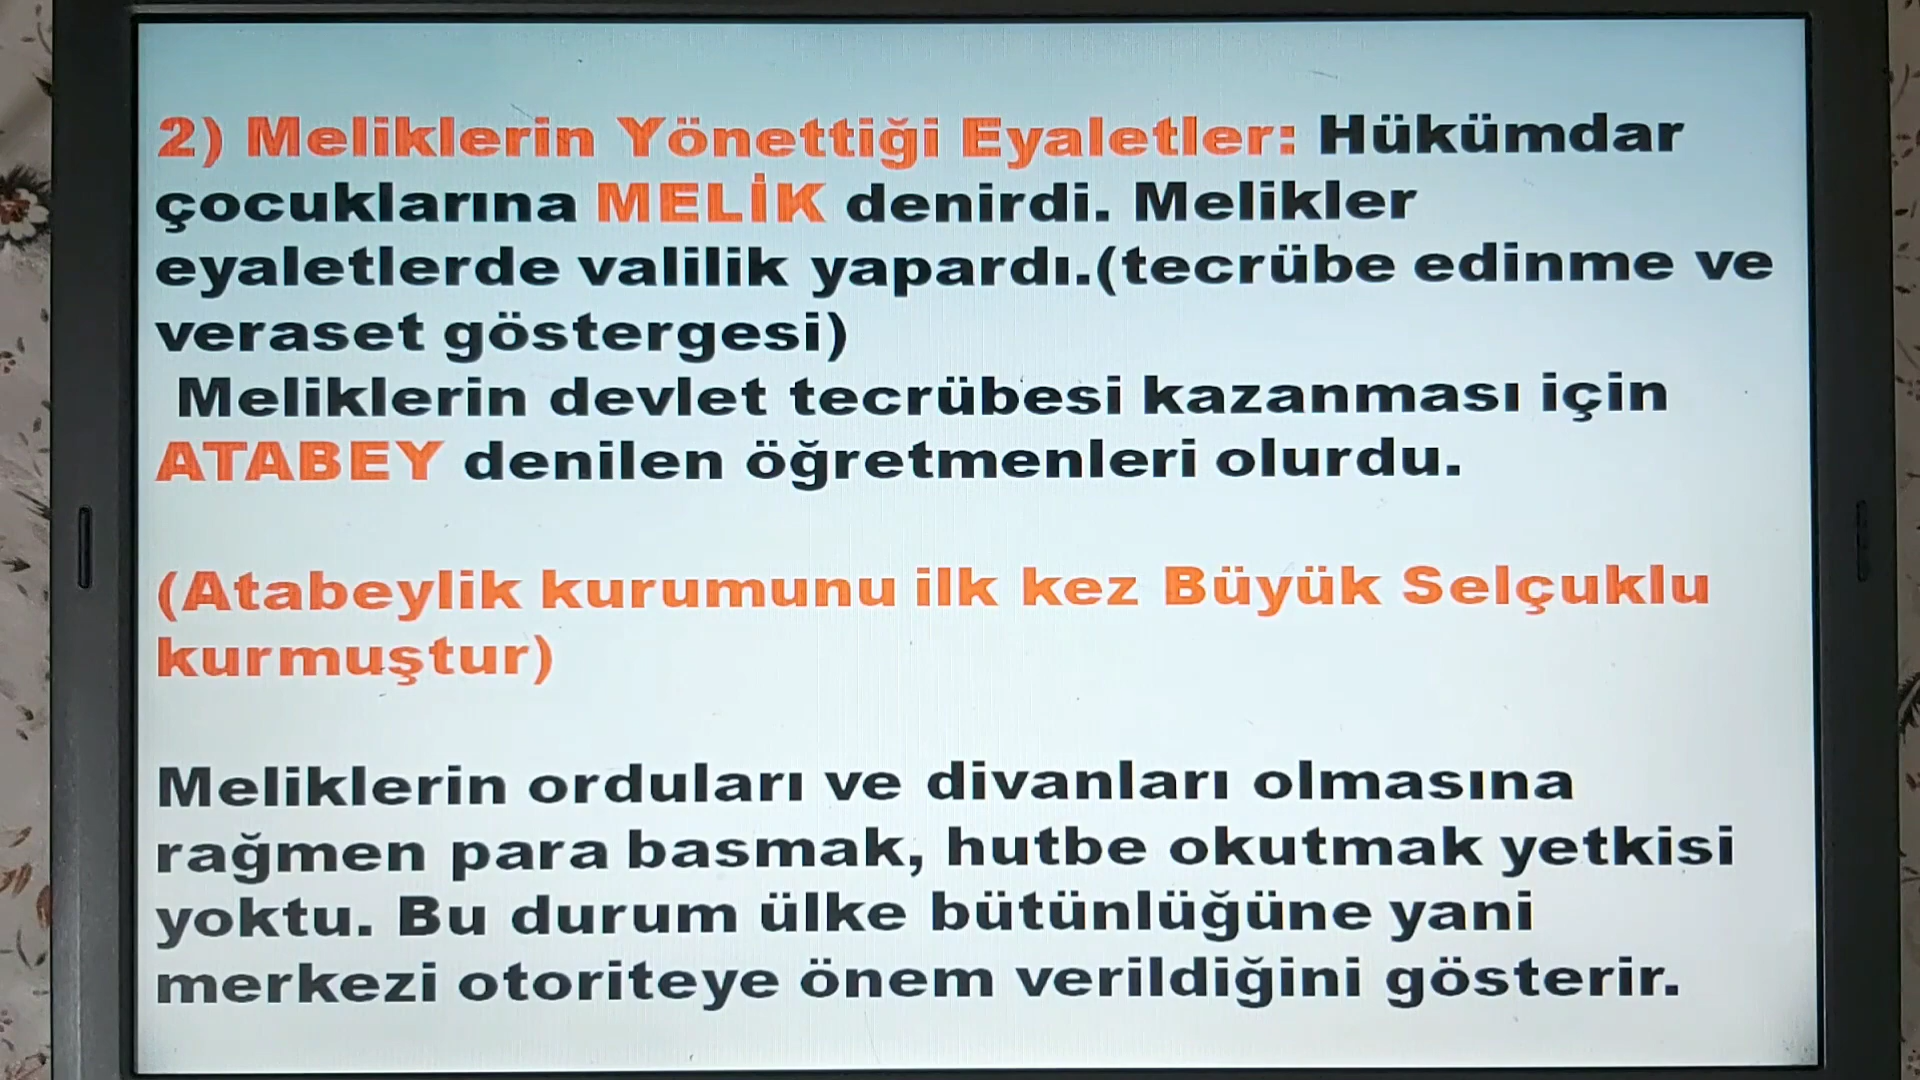 2) Meliklerin Yönettiği Eyaletler: Hükümdar
çocuklarına MELİK denirdi. Melikler
eyaletlerde valilik yapardı.(tecrübe edinme ve
veraset göstergesi)
Meliklerin devlet tecrübesi kazanması için
ATABEY denilen öğretmenleri olurdu.
(Atabeylik kurumunu ilk kez Büyük Selçuklu
kurmuştur)
Meliklerin orduları ve divanları olmasına
rağmen para basmak, hutbe okutmak yetkisi
yoktu. Bu durum ülke bütünlüğüne yani
merkezi otoriteye önem verildiğini gösterir.